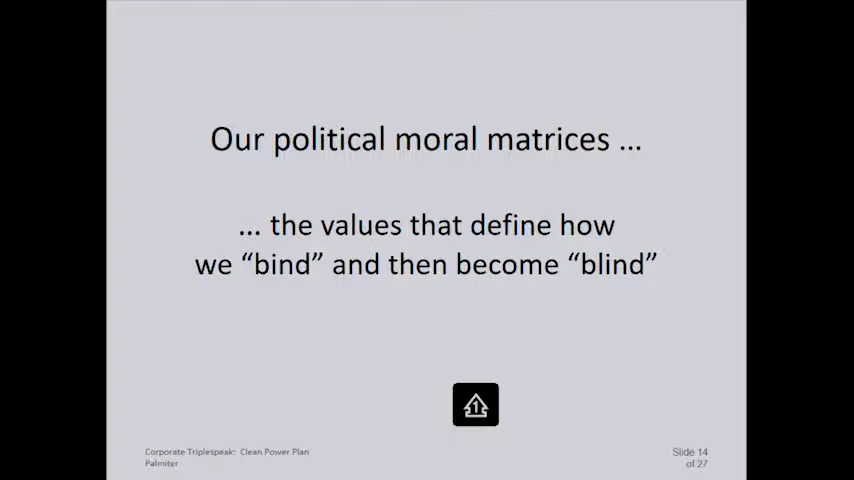 Our political moral matrices ...
... the values that define how
we “bind” and then become “blind”
1
Corporate Triplespeak: Clean Power Plan
Palmiter
Slide 14
of 27